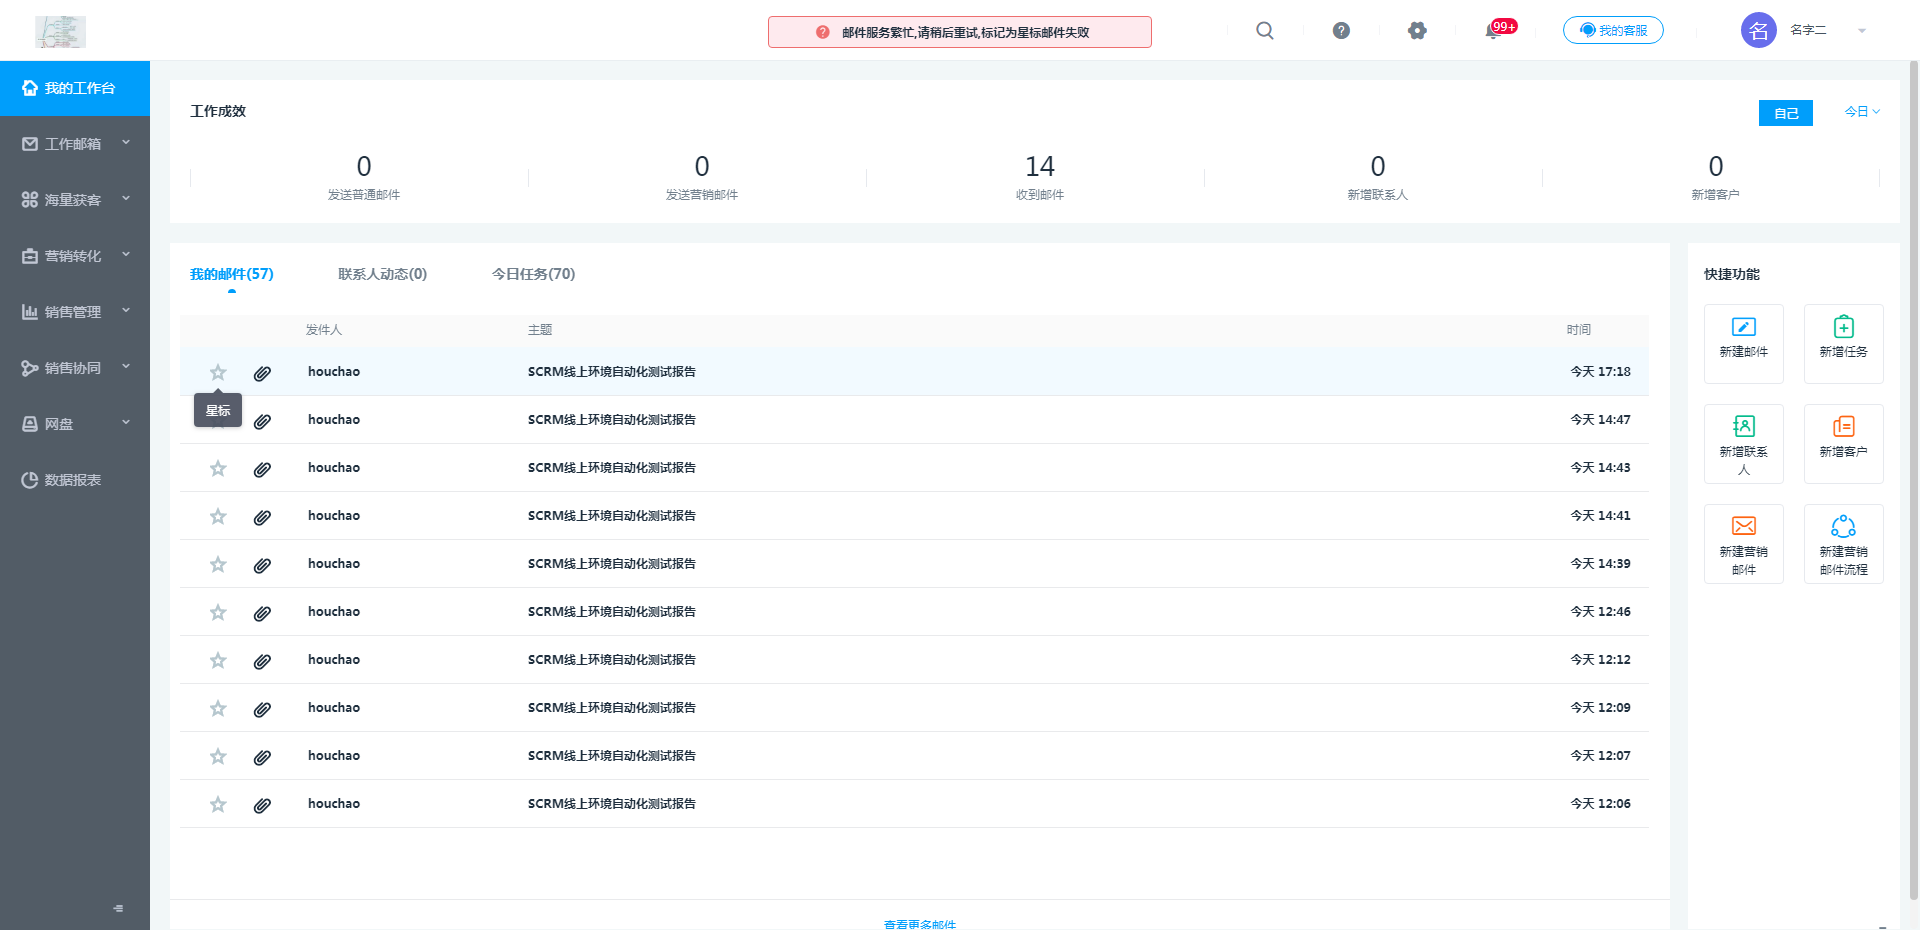 邮件服务繁忙,请稍后重试,标记为星标邮件失败
99+
我的客服
名
名字二
我的工作台
工作邮箱
海量获客
营销转化
销售管理
销售协同
网盘
数据报表
工作成效
自己
今日
0
发送普通邮件
0
发送营销邮件
14
收到邮件
0
新增联系人
0
新增客户
我的邮件(57)
联系人动态(0)
今日任务(70)
发件人 主题 时间
houchao SCRM线上环境自动化测试报告 今天 17:18
星标
houchao SCRM线上环境自动化测试报告 今天 14:47
houchao SCRM线上环境自动化测试报告 今天 14:43
houchao SCRM线上环境自动化测试报告 今天 14:41
houchao SCRM线上环境自动化测试报告 今天 14:39
houchao SCRM线上环境自动化测试报告 今天 12:46
houchao SCRM线上环境自动化测试报告 今天 12:12
houchao SCRM线上环境自动化测试报告 今天 12:09
houchao SCRM线上环境自动化测试报告 今天 12:07
houchao SCRM线上环境自动化测试报告 今天 12:06
查看更多邮件
快捷功能
新建邮件
新增任务
新增联系
人
新增客户
新建营销
邮件
新建营销
邮件流程